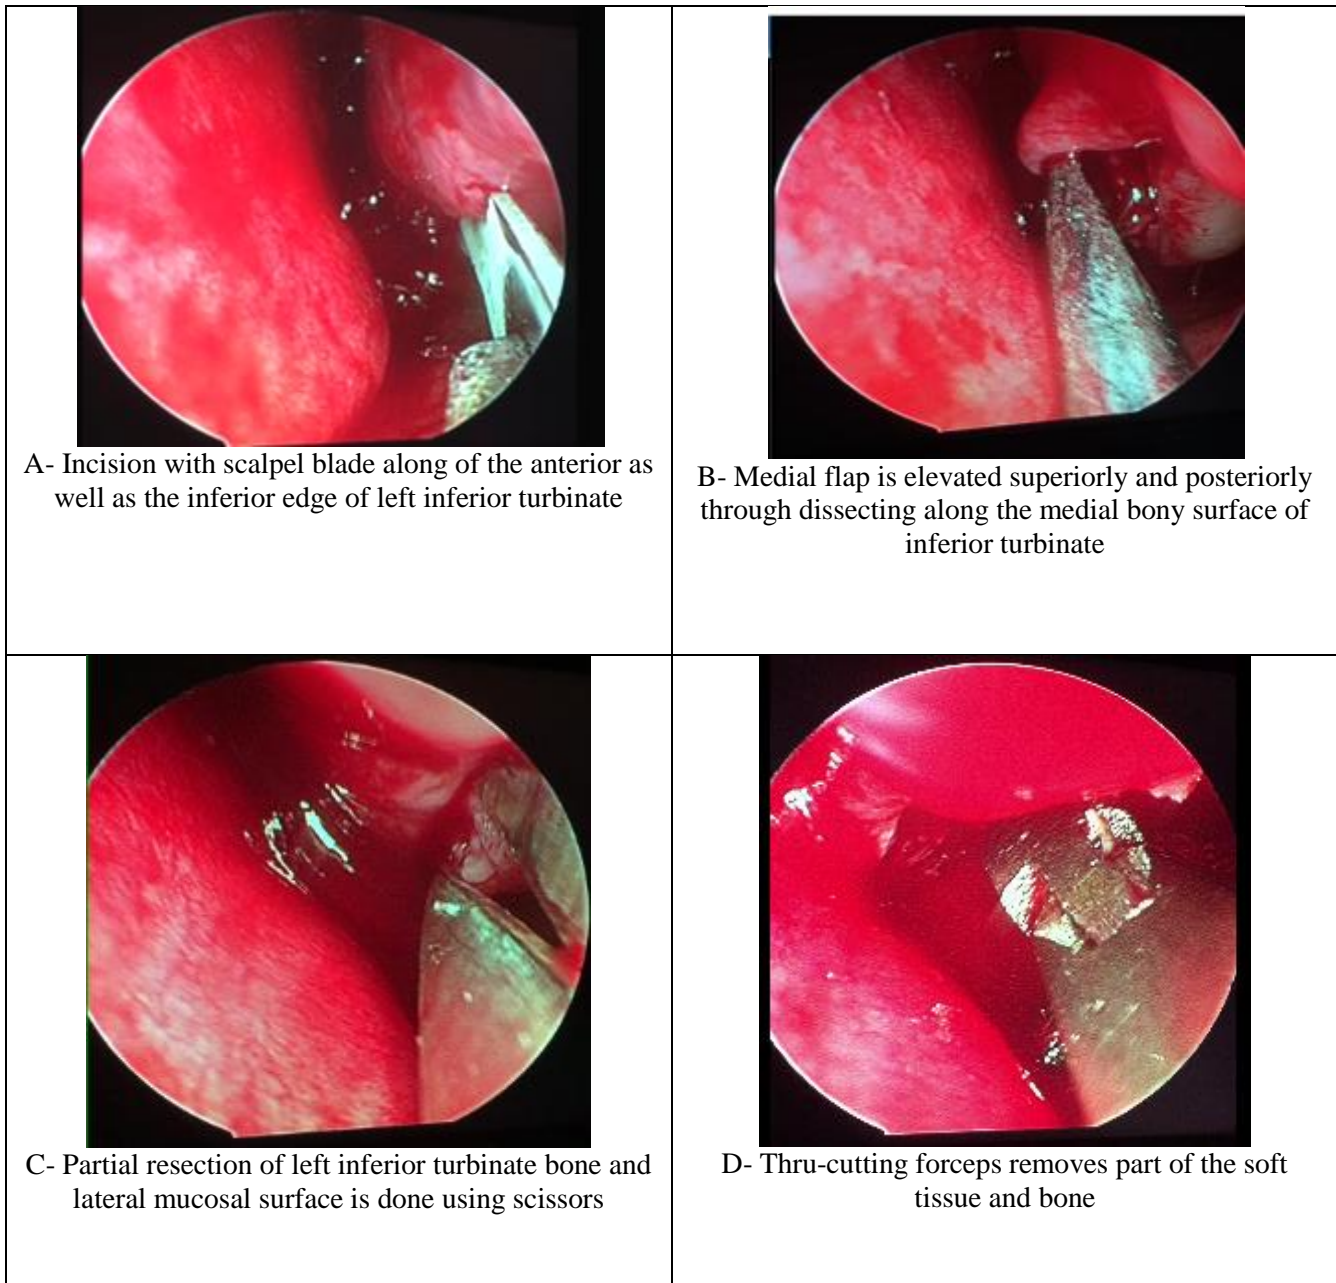 A- Incision with scalpel blade along of the anterior as
well as the inferior edge of left inferior turbinate
B- Medial flap is elevated superiorly and posteriorly
through dissecting along the medial bony surface of
inferior turbinate
C- Partial resection of left inferior turbinate bone and
lateral mucosal surface is done using scissors
D- Thru-cutting forceps removes part of the soft
tissue and bone